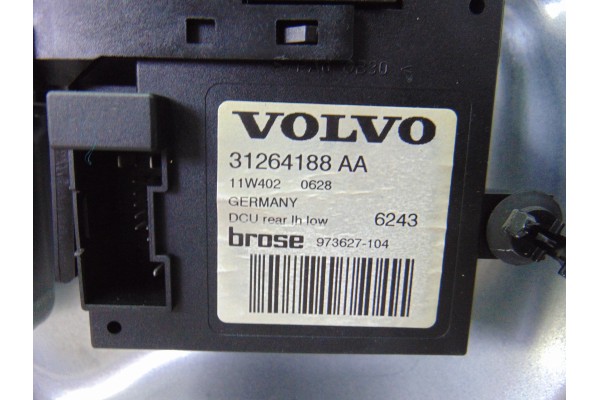 VOLVO
31264188 AA
11W402 0628
GERMANY
DCU rear lh low 6243
brose 973627-104